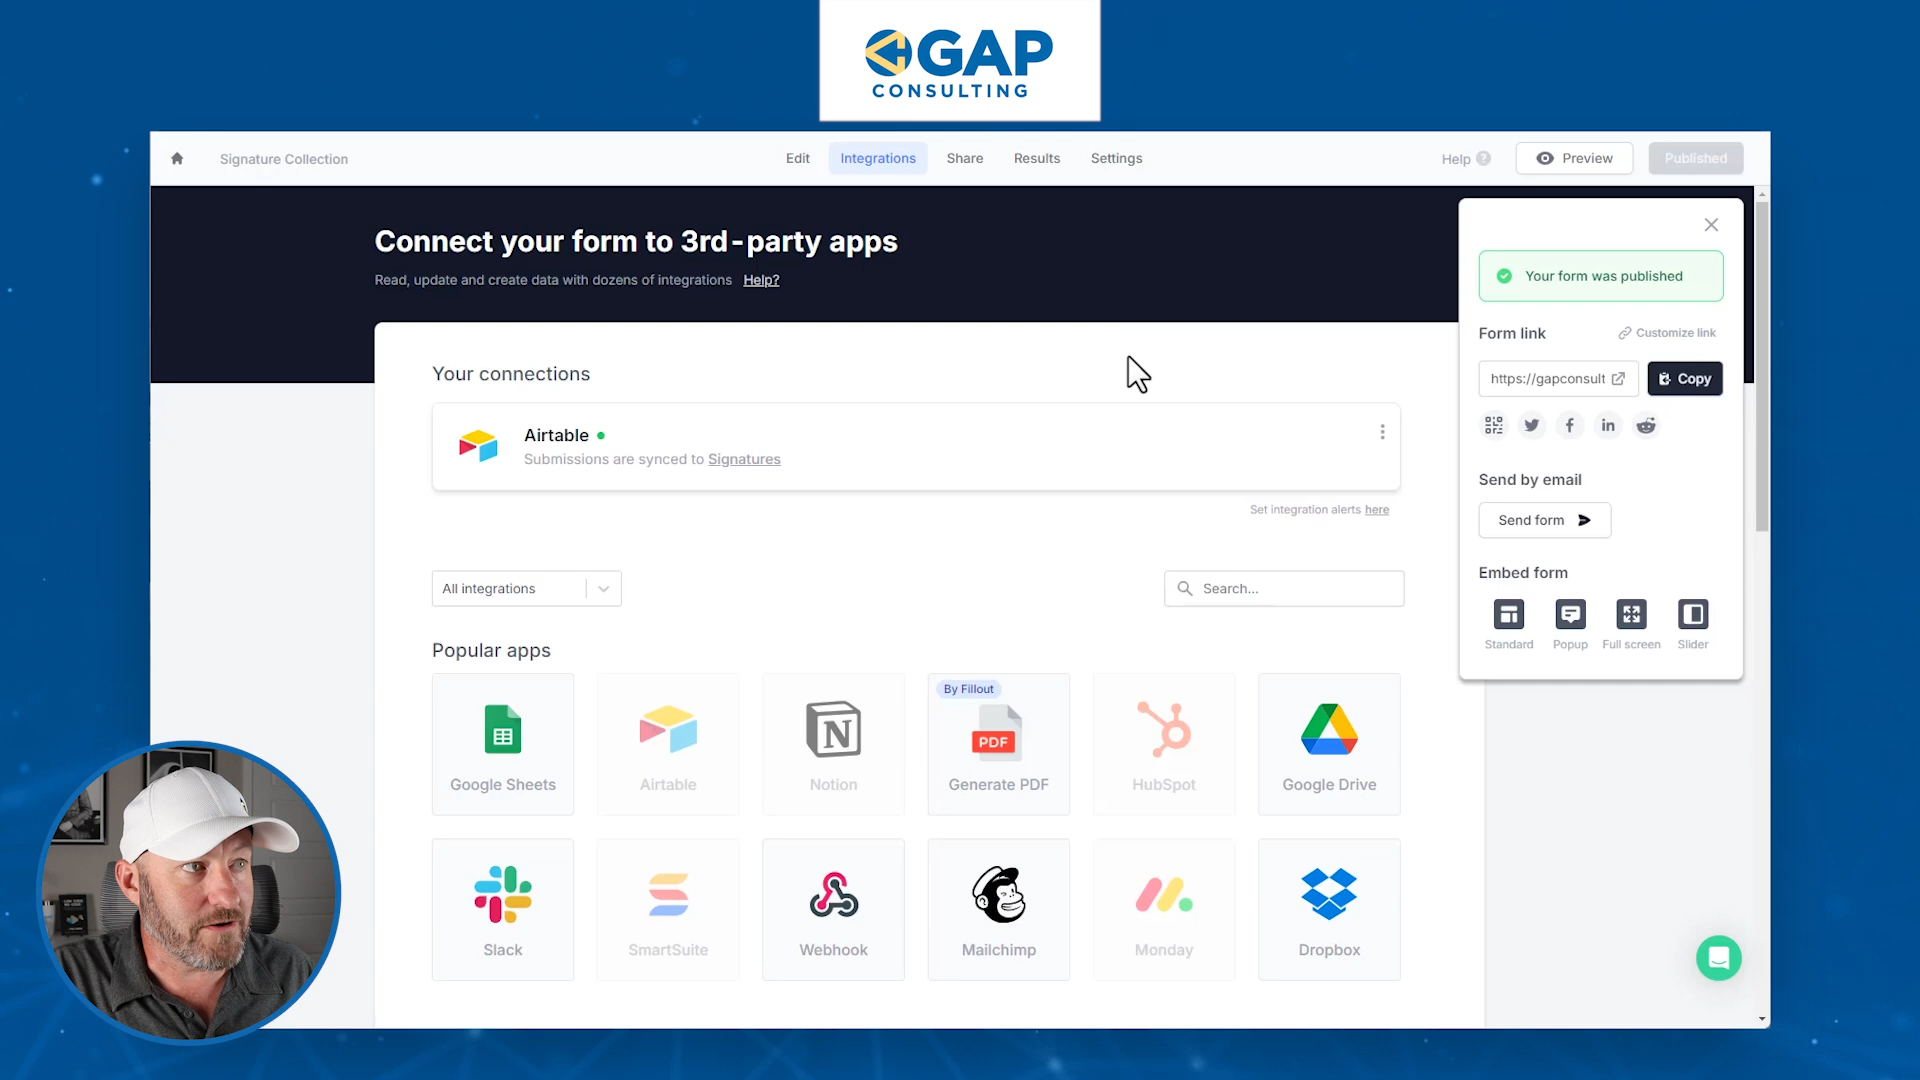 GAP
CONSULTING
Signature Collection
Edit
Integrations
Share
Results
Settings
Help
Preview
Published
Connect your form to 3rd-party apps
Read, update and create data with dozens of integrations Help?
Your connections
Airtable
Submissions are synced to Signatures
Set integration alerts here
All integrations
Search...
Popular apps
Google Sheets
Airtable
Notion
By Fillout
PDF
Generate PDF
HubSpot
Google Drive
Slack
SmartSuite
Webhook
Mailchimp
Monday
Dropbox
Your form was published
Form link
Customize link
https://gapconsult
Copy
Send by email
Send form
Embed form
Standard
Popup
Full screen
Slider